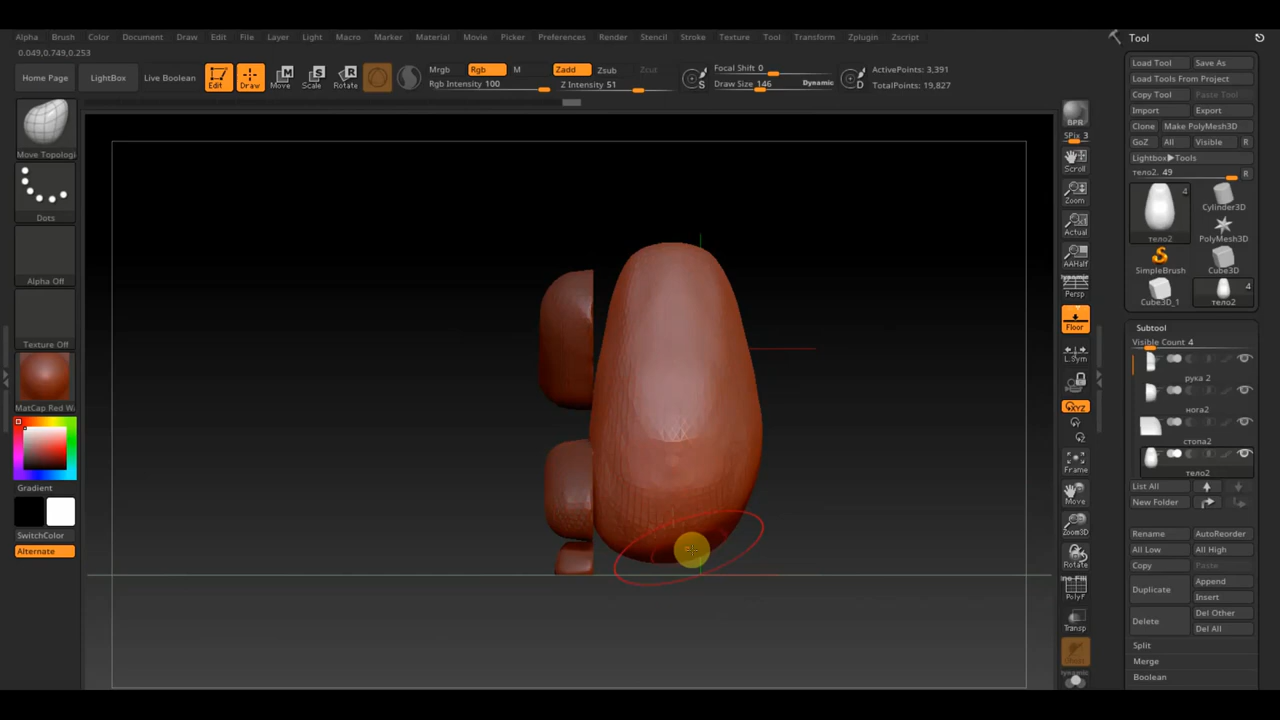 Alpha Brush Color Document Draw Edit File Layer Light Macro Marker Material Movie Picker Preferences Render Stencil Stroke Texture Tool Transform Zplugin Zscript
0.049,0.749,0.253
Home Page LightBox Live Boolean Edit Draw Move Scale Rotate
Mrgb Rgb M Zadd Zsub Zcut
Rgb Intensity 100 Z Intensity 51
Focal Shift 0
Draw Size 146 Dynamic
ActivePoints: 3,391
TotalPoints: 19,827
Move Topologi
Dots
Alpha Off
Texture Off
MatCap Red W
Gradient
SwitchColor
Alternate
BPR
SPix 3
Scroll
Zoom
Actual
AAHalf
Persp
Floor
L.Sym
XYZ
Frame
Move
Zoom3D
Rotate
PolyF
Transp
Tool
Load Tool Save As
Load Tools From Project
Copy Tool Paste Tool
Import Export
Clone Make PolyMesh3D
GoZ All Visible R
Lightbox▶Tools
тело2. 49 R
4
тело2
Cylinder3D
PolyMesh3D
SimpleBrush Cube3D
Cube3D_1 4 тело2
Subtool
Visible Count 4
рука 2
нога2
стопа2
тело2
List All
New Folder
Rename AutoReorder
All Low All High
Copy Paste
Duplicate Append
Insert
Delete Del Other
Del All
Split
Merge
Boolean